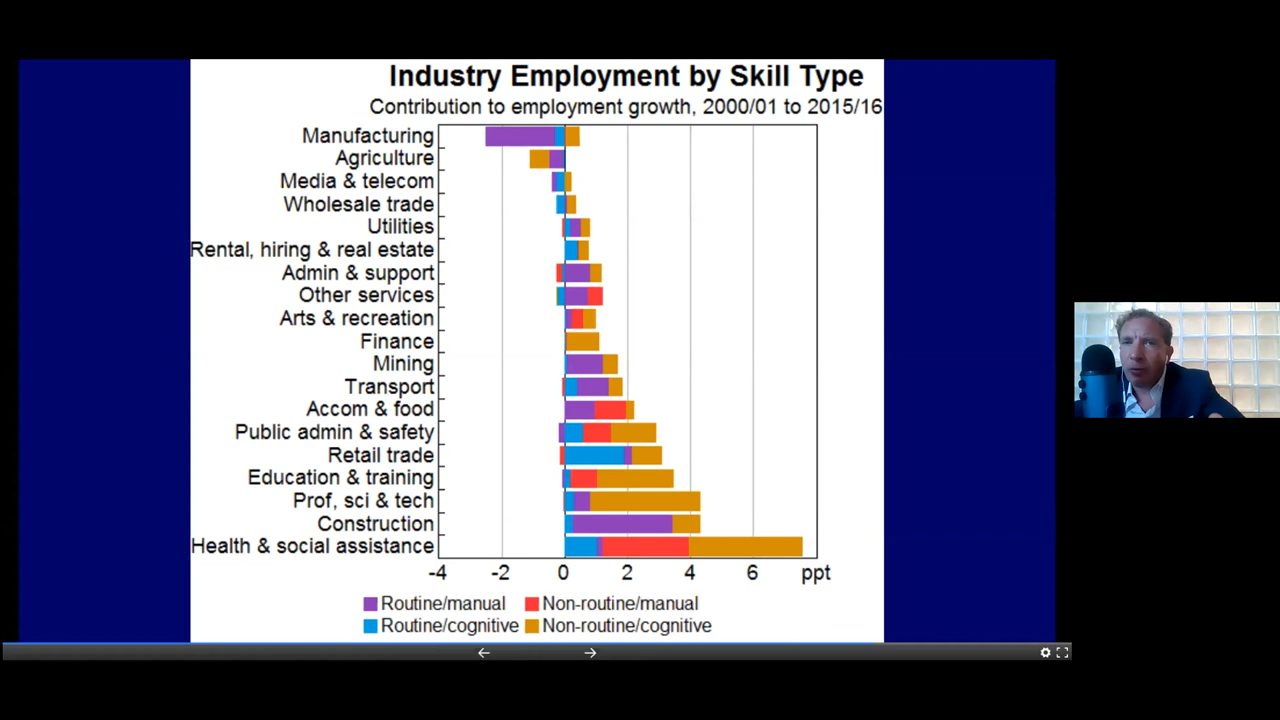 Industry Employment by Skill Type
Contribution to employment growth, 2000/01 to 2015/16
Manufacturing
Agriculture
Media & telecom
Wholesale trade
Utilities
Rental, hiring & real estate
Admin & support
Other services
Arts & recreation
Finance
Mining
Transport
Accom & food
Public admin & safety
Retail trade
Education & training
Prof, sci & tech
Construction
Health & social assistance
-4 -2 0 2 4 6 ppt
Routine/manual Non-routine/manual
Routine/cognitive Non-routine/cognitive